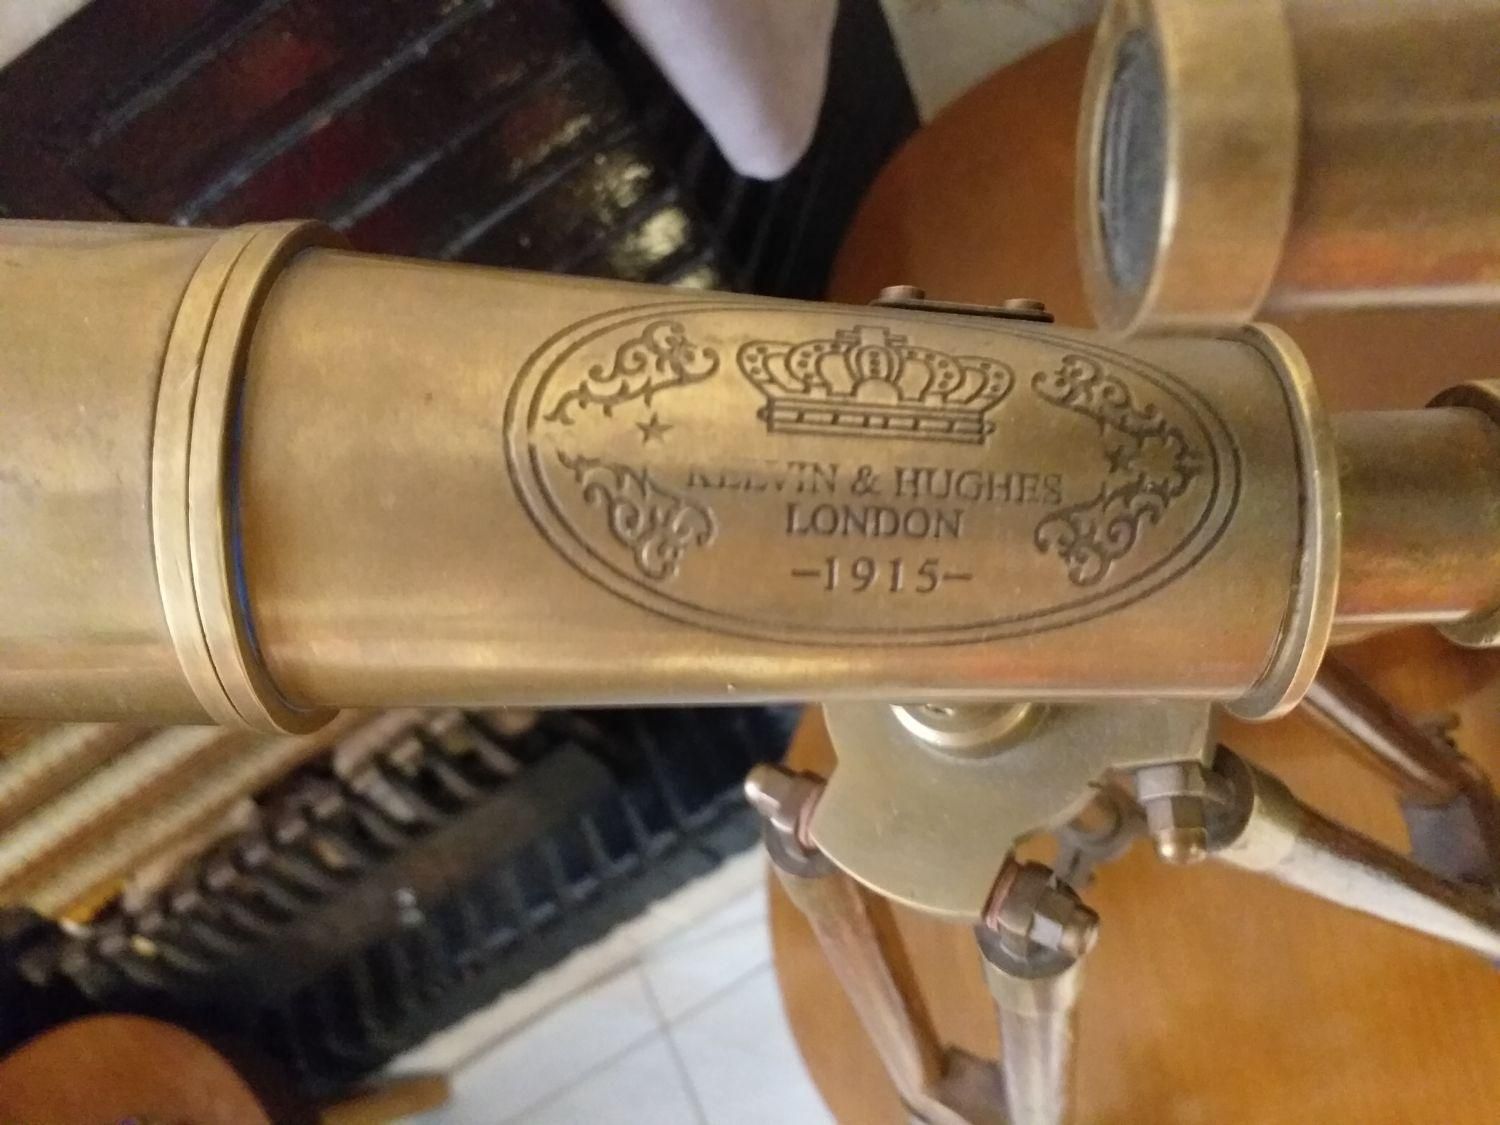 KELVIN & HUGHES
LONDON
–1915–